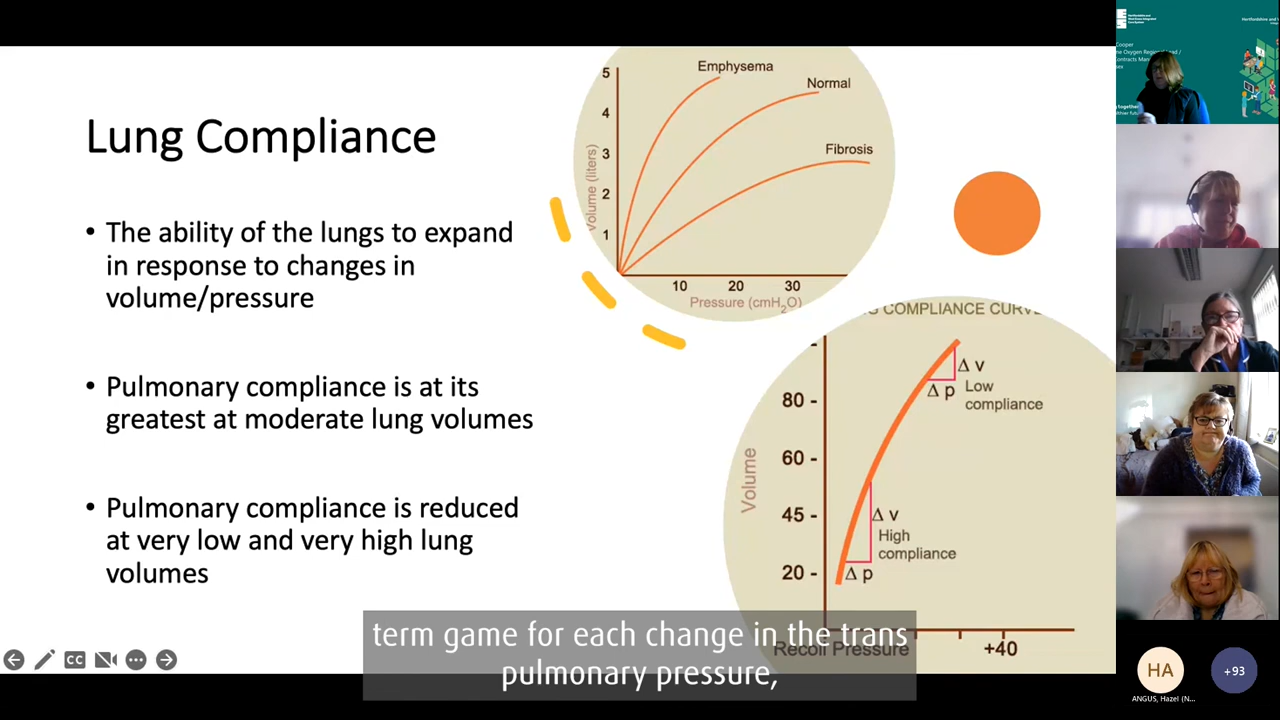 Lung Compliance
• The ability of the lungs to expand
in response to changes in
volume/pressure
• Pulmonary compliance is at its
greatest at moderate lung volumes
• Pulmonary compliance is reduced
at very low and very high lung
volumes
Emphysema
Normal
Fibrosis
5
4
3
2
1
Volume (liters)
10 20 30
Pressure (cmH₂O)
COMPLIANCE CURV
80 -
60 -
45 -
20 -
Volume
Δ v
Δ p
Low
compliance
Δ v
High
compliance
Δ p
Recoil Pressure
+40
term game for each change in the trans
pulmonary pressure,
CC
Cooper
HA
+93
ANGUS, Hazel (N...